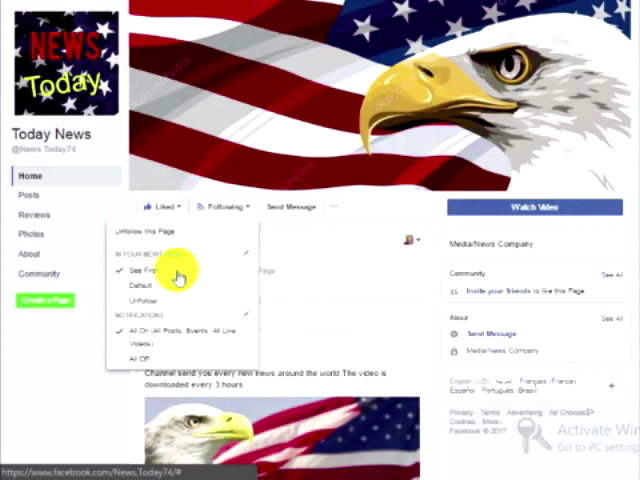 NEWS
Today
Today News
@News.Today74
Home
Posts
Reviews
Photos
About
Community
Create a Page
Liked
Following
Send Message
...
Watch Video
Unfollow this Page
IN YOUR NEWS
See First
Default
Unfollow
NOTIFICATIONS
All On (All Posts, Events, All Live
Videos)
All Off
Page
Channel send you every new news around the world The video is
downloaded every 3 hours
Media/News Company
Community
See All
Invite your friends to like this Page
About
See All
Send Message
Media/News Company
English (US) · العربية · Français (France) ·
Español · Português (Brasil)
+
Privacy · Terms · Advertising · Ad Choices
Cookies · More
Facebook © 2017
Activate Win
Go to PC setting
https://www.facebook.com/News.Today74/#